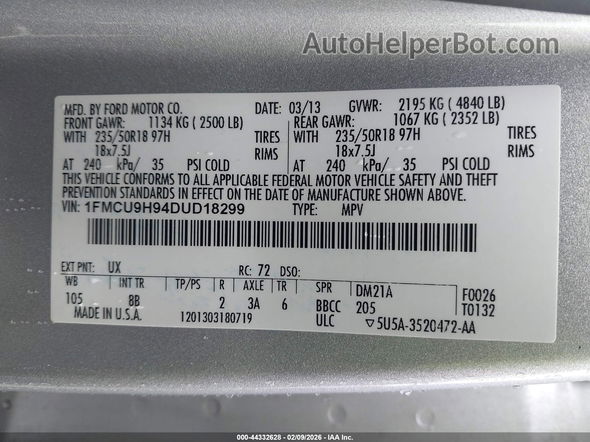 AutoHelperBot.com
MFD. BY FORD MOTOR CO. DATE: 03/13 GVWR: 2195 KG ( 4840 LB)
FRONT GAWR: 1134 KG ( 2500 LB) REAR GAWR: 1067 KG ( 2352 LB)
WITH 235/50R18 97H TIRES WITH 235/50R18 97H TIRES
18x7.5J RIMS 18x7.5J RIMS
AT 240 kPa/ 35 PSI COLD AT 240 kPa/ 35 PSI COLD
THIS VEHICLE CONFORMS TO ALL APPLICABLE FEDERAL MOTOR VEHICLE SAFETY AND THEFT
PREVENTION STANDARDS IN EFFECT ON THE DATE OF MANUFACTURE SHOWN ABOVE.
VIN: 1FMCU9H94DUD18299 TYPE: MPV
EXT PNT: UX RC: 72 DSO:
WB INT TR TP/PS R AXLE TR SPR DM21A F0026
105 8B 2 3A 6 BBCC 205 T0132
MADE IN U.S.A. 1201303180719 ULC 5U5A-3520472-AA
000-44332628 - 02/09/2026 - IAA Inc.